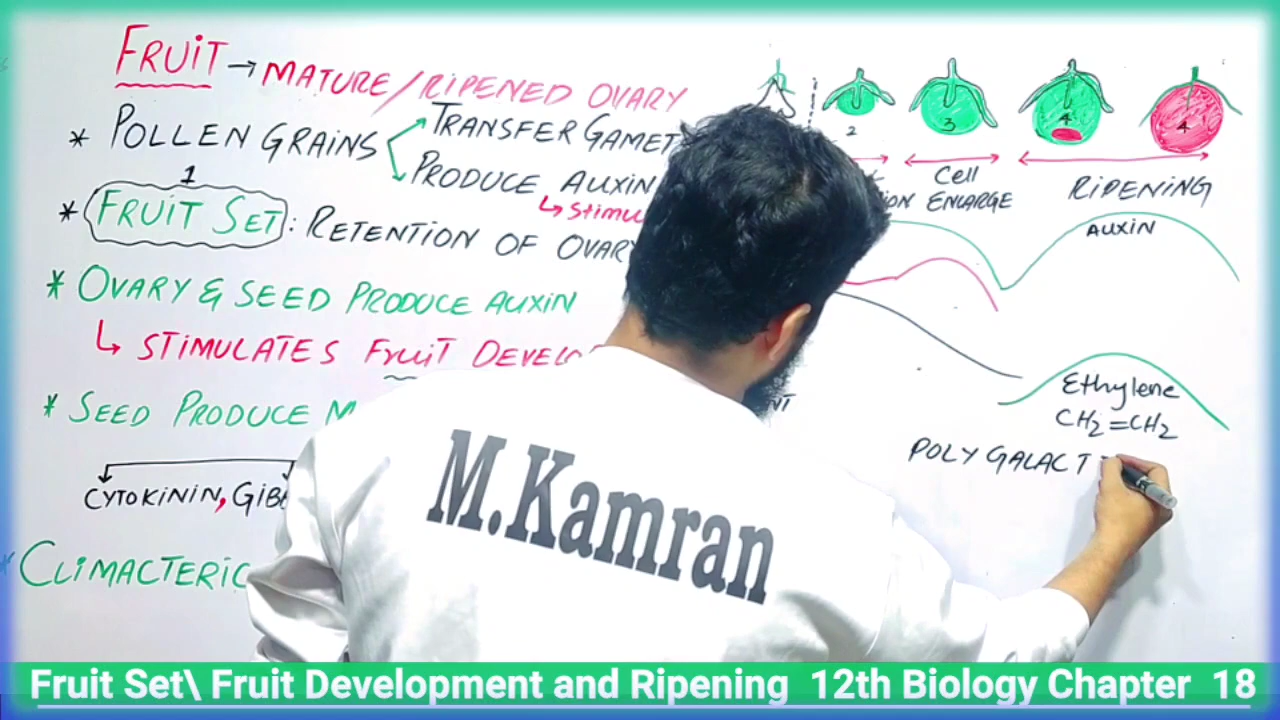 FRUIT → MATURE/RIPENED OVARY
* POLLEN GRAINS
TRANSFER GAMET
PRODUCE AUXIN
↳ STIMU
1
* FRUIT SET: RETENTION OF OVARY
* OVARY & SEED PRODUCE AUXIN
↳ STIMULATES FRUIT DEVELO
* SEED PRODUCE M
CYTOKININ, GIBE
* CLIMACTERIC
2
3
4
4
Cell
ENLARGE
RIPENING
AUXIN
Ethylene
CH2=CH2
POLY GALACT
M.Kamran
Fruit Set\ Fruit Development and Ripening 12th Biology Chapter 18